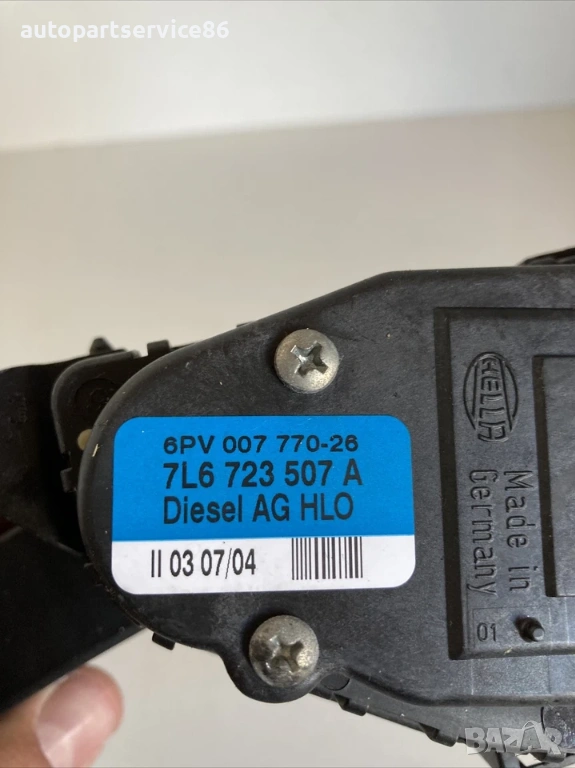 autopartservice86
6PV 007 770-26
7L6 723 507 A
Diesel AG HLO
II 03 07/04
HELLA
Made in
Germany
01
BAZAR